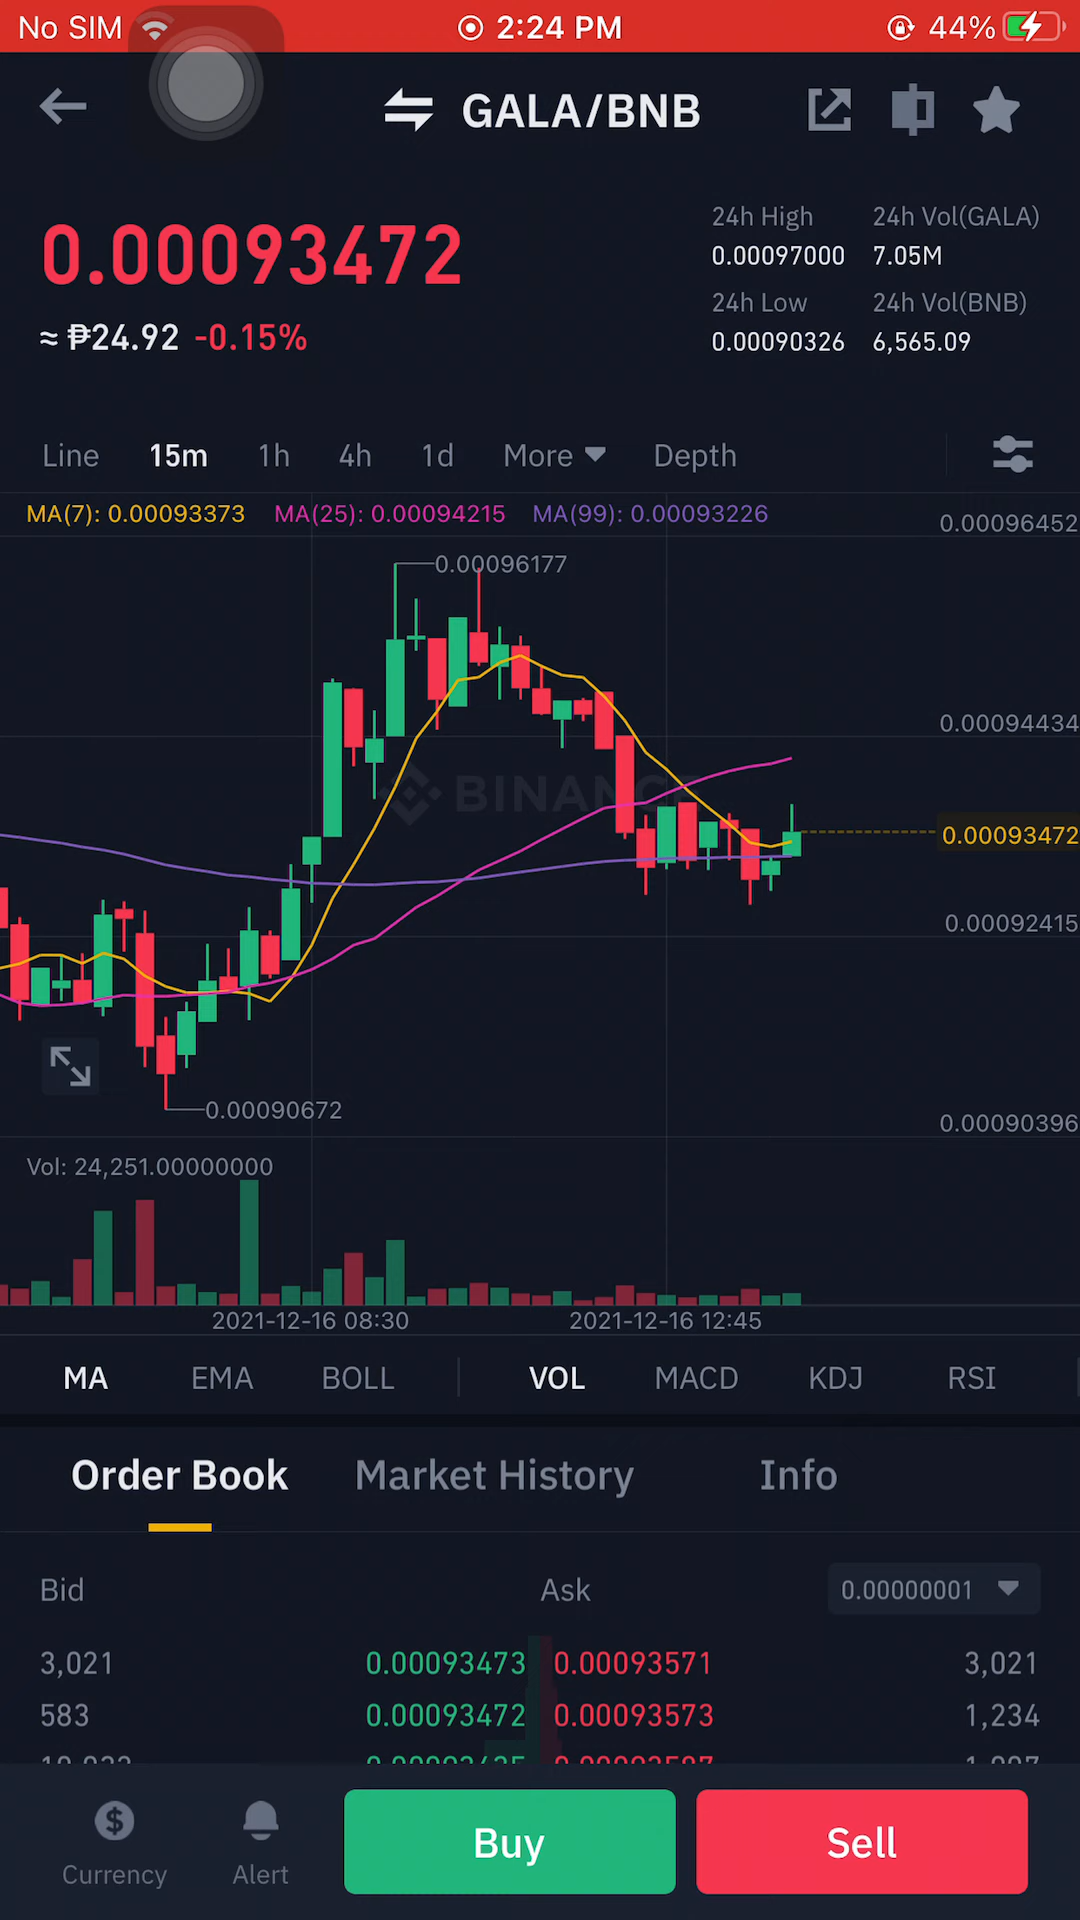 No SIM 2:24 PM 44%
GALA/BNB
0.00093472
≈ ₱24.92 -0.15%
24h High 24h Vol(GALA)
0.00097000 7.05M
24h Low 24h Vol(BNB)
0.00090326 6,565.09
Line 15m 1h 4h 1d More Depth
MA(7): 0.00093373 MA(25): 0.00094215 MA(99): 0.00093226
0.00096452
0.00096177
0.00094434
BINANCE
0.00093472
0.00092415
0.00090672
0.00090396
Vol: 24,251.00000000
2021-12-16 08:30 2021-12-16 12:45
MA EMA BOLL VOL MACD KDJ RSI
Order Book Market History Info
Bid Ask 0.00000001
3,021 0.00093473 0.00093571 3,021
583 0.00093472 0.00093573 1,234
Currency Alert Buy Sell